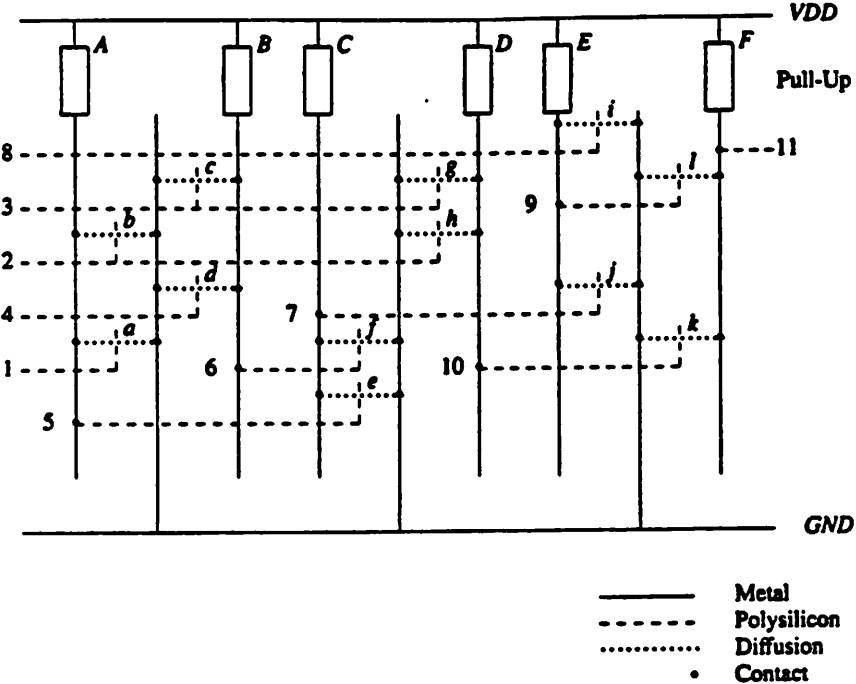 VDD
A B C D E F
Pull-Up
i
8 11
c g l
3 9
b h
2
d j
4 7
a f k
1 6 10
e
5
GND
Metal
Polysilicon
Diffusion
Contact